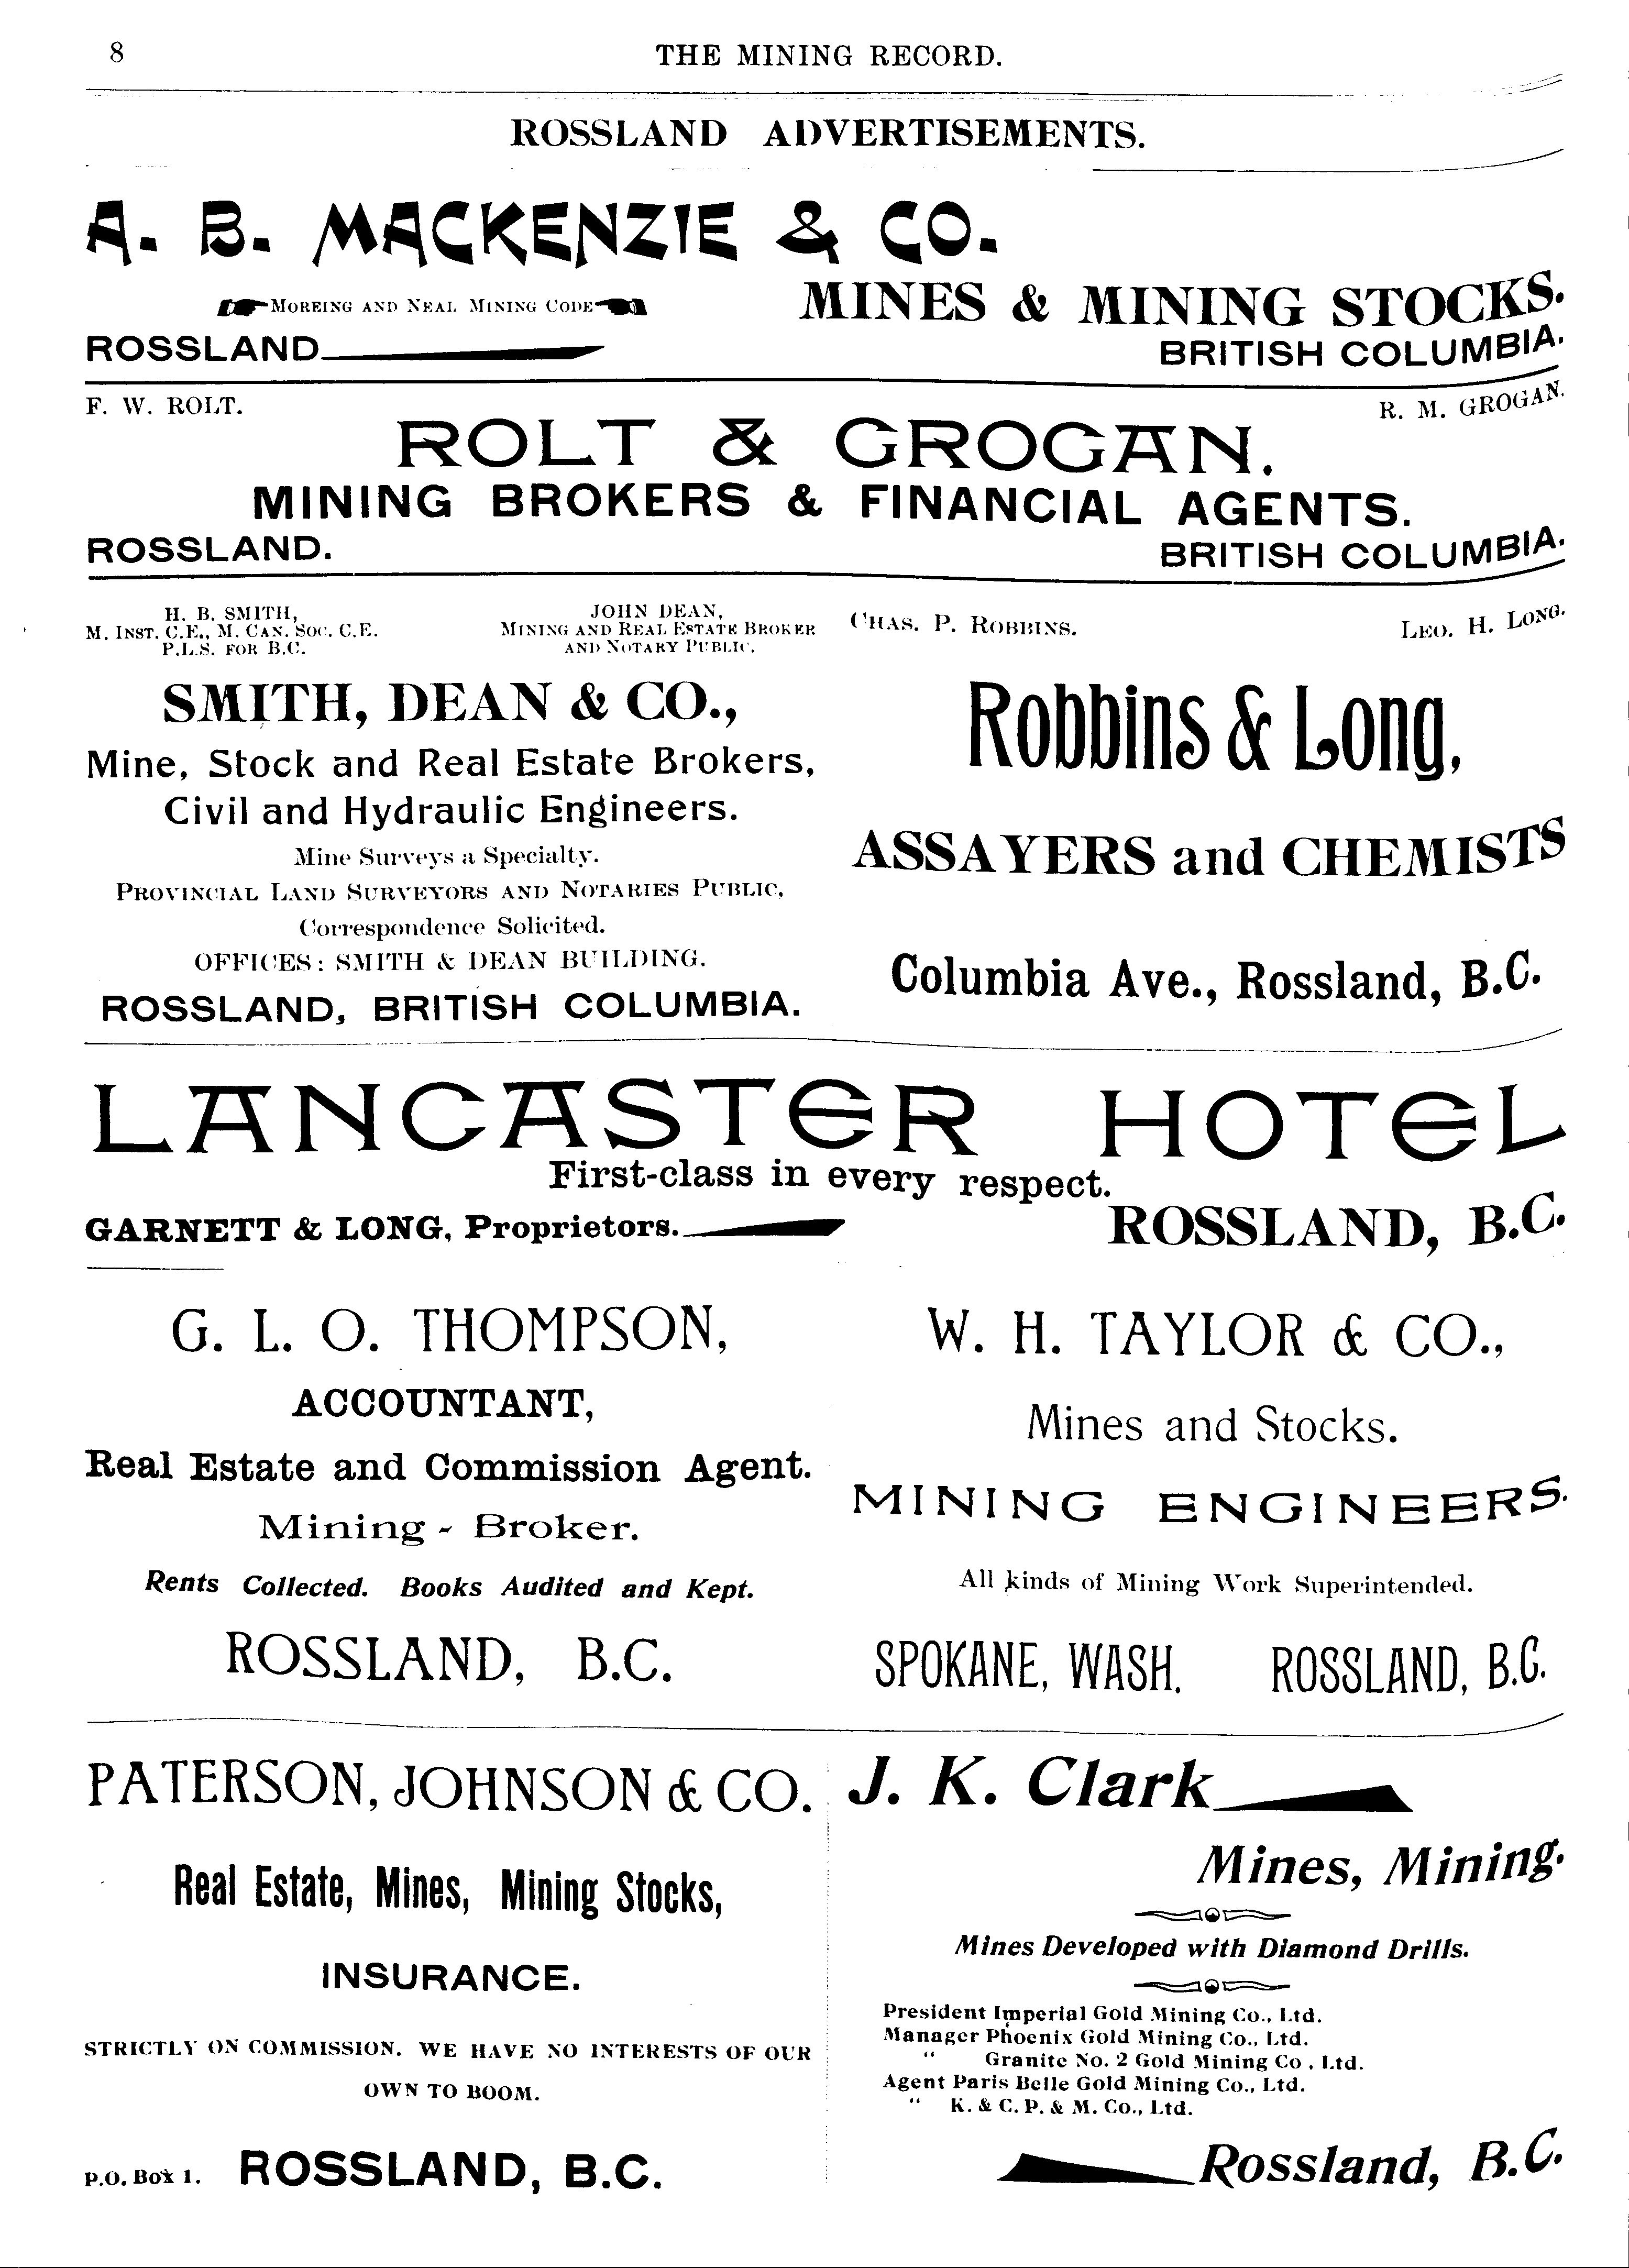 8
THE MINING RECORD.
ROSSLAND ADVERTISEMENTS.
A. B. MACKENZIE & CO.
MOREING AND NEAL MINING CODE
MINES & MINING STOCKS.
ROSSLAND
BRITISH COLUMBIA.
F. W. ROLT.
R. M. GROGAN.
ROLT & GROGAN.
MINING BROKERS & FINANCIAL AGENTS.
ROSSLAND.
BRITISH COLUMBIA.
H. B. SMITH,
M. INST. C.E., M. CAN. SOC. C.E.
P.L.S. FOR B.C.
JOHN DEAN,
MINING AND REAL ESTATE BROKER
AND NOTARY PUBLIC.
SMITH, DEAN & CO.,
Mine, Stock and Real Estate Brokers,
Civil and Hydraulic Engineers.
Mine Surveys a Specialty.
PROVINCIAL LAND SURVEYORS AND NOTARIES PUBLIC,
Correspondence Solicited.
OFFICES: SMITH & DEAN BUILDING.
ROSSLAND, BRITISH COLUMBIA.
CHAS. P. ROBBINS.
LEO. H. LONG.
Robbins & Long,
ASSAYERS and CHEMISTS
Columbia Ave., Rossland, B.C.
LANCASTER HOTEL
First-class in every respect.
GARNETT & LONG, Proprietors.
ROSSLAND, B.C.
G. L. O. THOMPSON,
ACCOUNTANT,
Real Estate and Commission Agent.
Mining - Broker.
Rents Collected. Books Audited and Kept.
ROSSLAND, B.C.
W. H. TAYLOR & CO.,
Mines and Stocks.
MINING ENGINEERS.
All kinds of Mining Work Superintended.
SPOKANE, WASH. ROSSLAND, B.C.
PATERSON, JOHNSON & CO.
Real Estate, Mines, Mining Stocks,
INSURANCE.
STRICTLY ON COMMISSION. WE HAVE NO INTERESTS OF OUR
OWN TO BOOM.
P.O. Box 1. ROSSLAND, B.C.
J. K. Clark
Mines, Mining.
Mines Developed with Diamond Drills.
President Imperial Gold Mining Co., Ltd.
Manager Phoenix Gold Mining Co., Ltd.
" Granite No. 2 Gold Mining Co , Ltd.
Agent Paris Belle Gold Mining Co., Ltd.
" K. & C. P. & M. Co., Ltd.
Rossland, B.C.